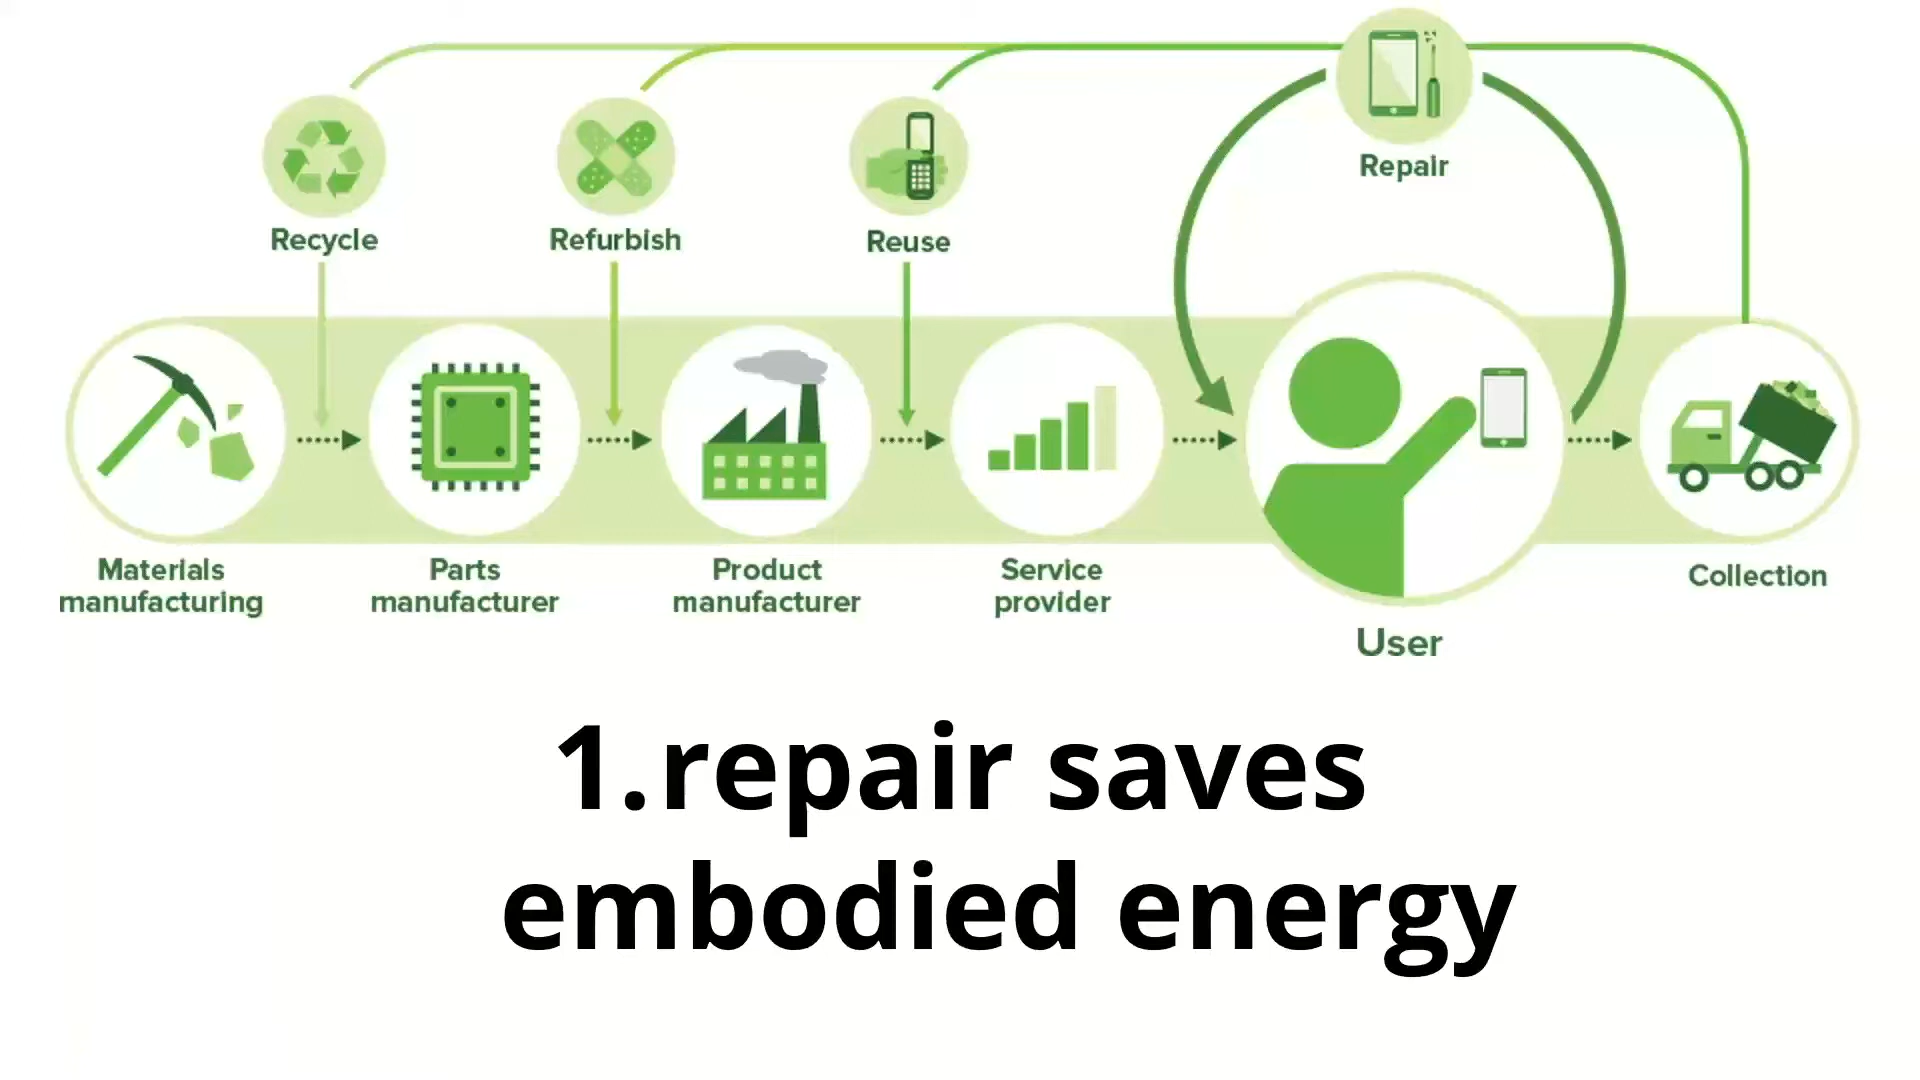 Repair
Recycle
Refurbish
Reuse
Materials
manufacturing
Parts
manufacturer
Product
manufacturer
Service
provider
User
Collection
1.repair saves
embodied energy